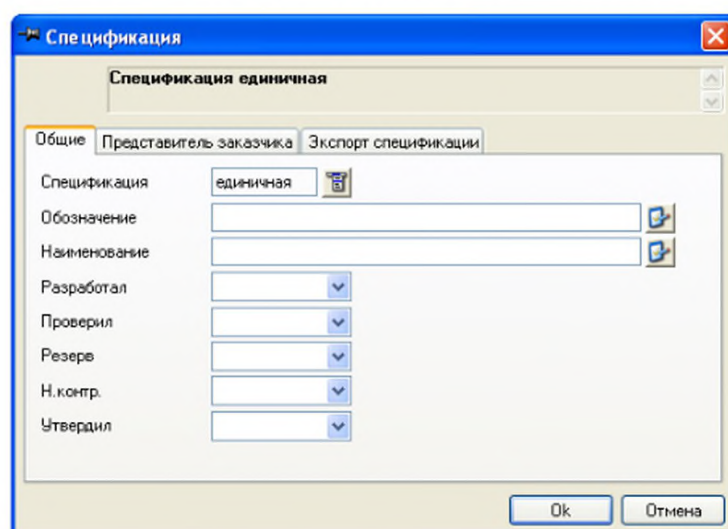 Спецификация
Спецификация единичная
Общие Представитель заказчика Экспорт спецификации
Спецификация единичная
Обозначение
Наименование
Разработал
Проверил
Резерв
Н.контр.
Утвердил
Ok Отмена